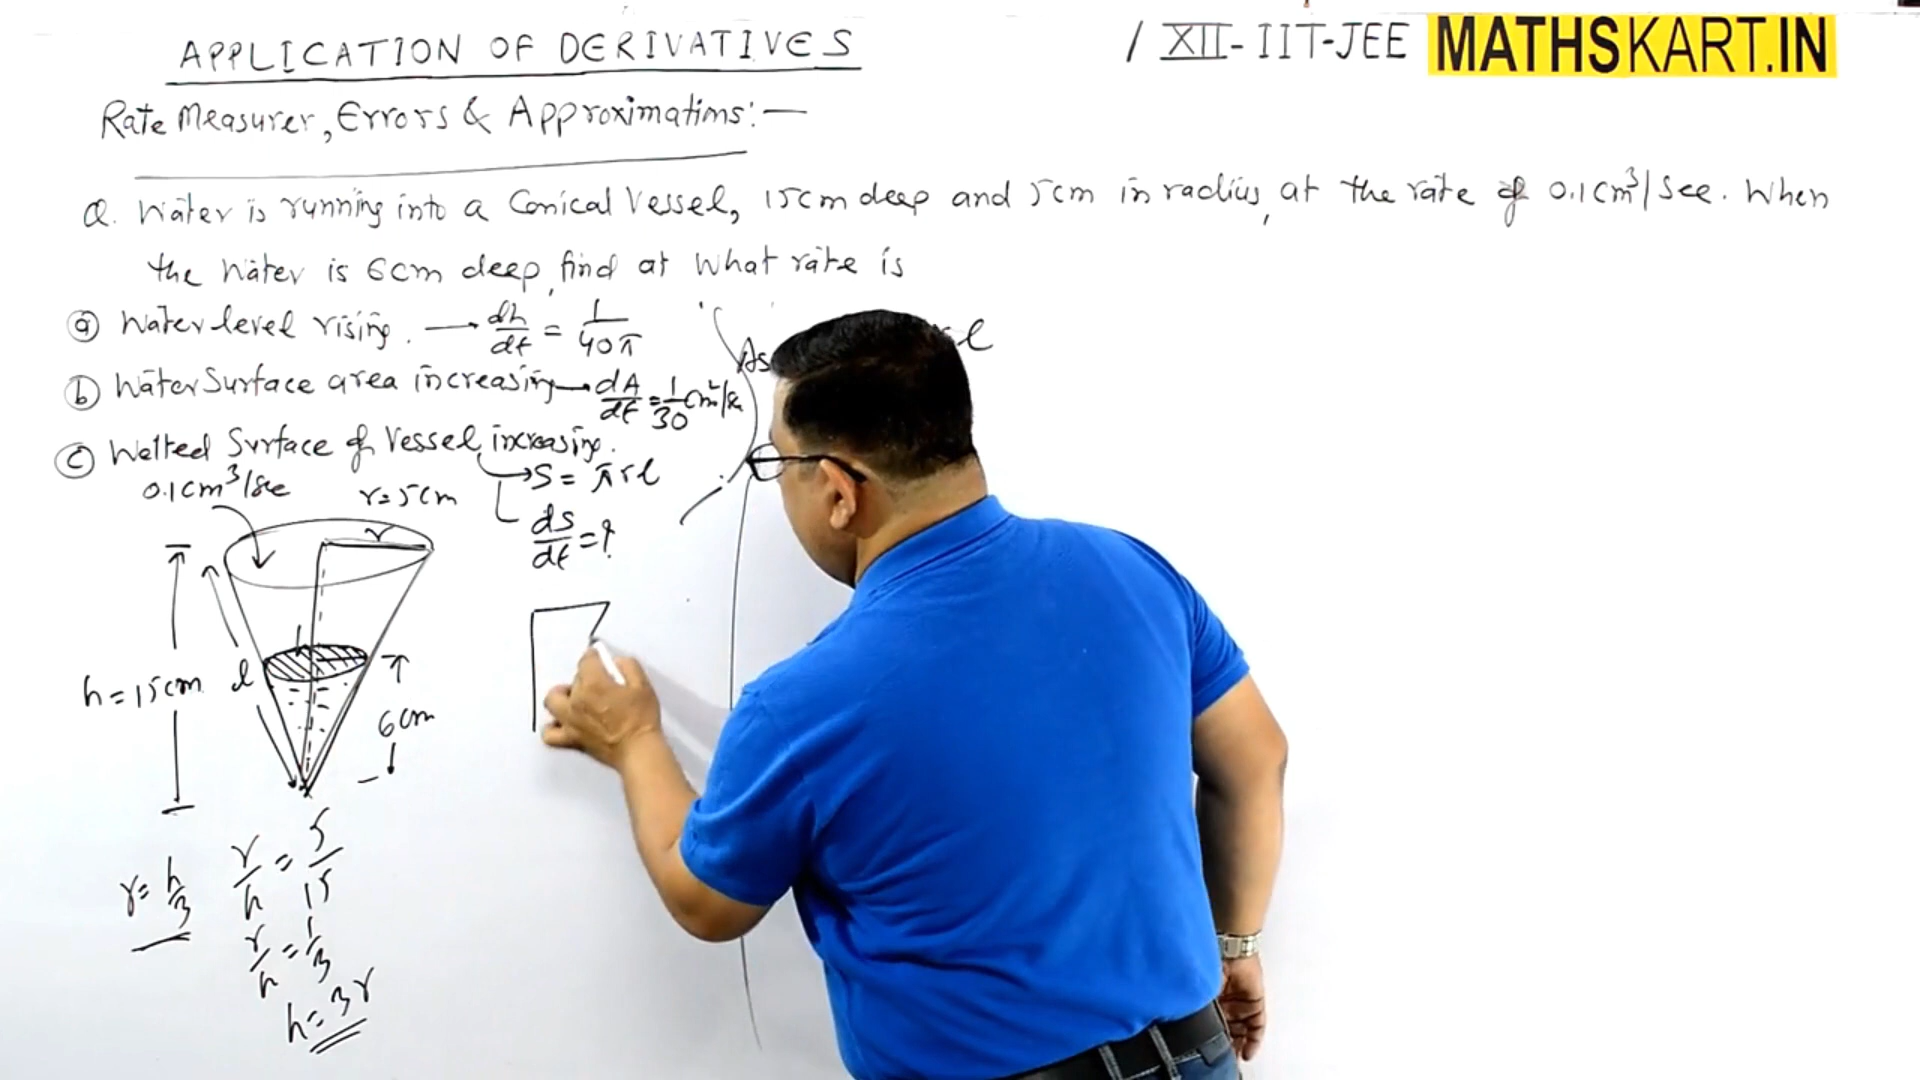 APPLICATION OF DERIVATIVES / XII-IIT-JEE MATHSKART.IN
Rate Measurer, Errors & Approximations:—
Q. Water is running into a Conical Vessel, 15cm deep and 5cm in radius, at the rate of 0.1cm³/sec. When
the water is 6cm deep, find at what rate is
ⓐ Water level rising. → dh/dt = 1/40π
ⓑ Water Surface area increasing → dA/dt = 1/30 cm²/sec
ⓒ Wetted Surface of Vessel increasing.
→ S = πrl
dS/dt = ?
As
l
0.1cm³/sec
r=5cm
r
h=15cm
l
6cm
r/h = 5/15
r = h/3
r/h = 1/3
h=3r